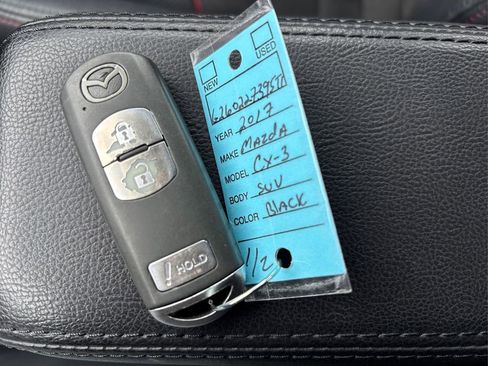 NEW
USED
YEAR 2017
MAKE MAZDA
MODEL CX-3
BODY SUV
COLOR BLACK
1/2
! HOLD